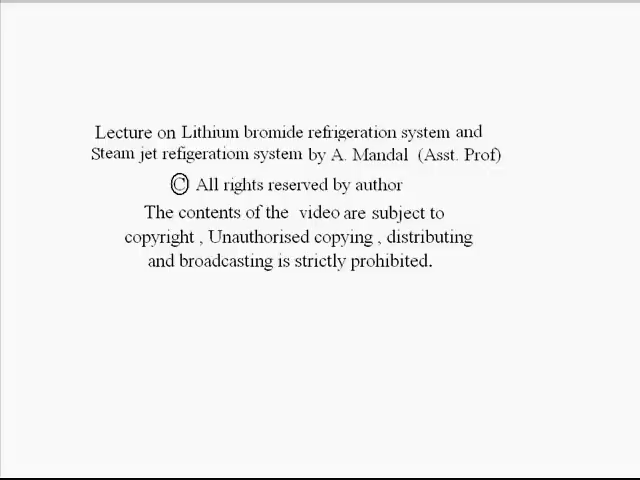 Lecture on Lithium bromide refrigeration system and
Steam jet refigeratiom system by A. Mandal (Asst. Prof)
© All rights reserved by author
The contents of the video are subject to
copyright , Unauthorised copying , distributing
and broadcasting is strictly prohibited.